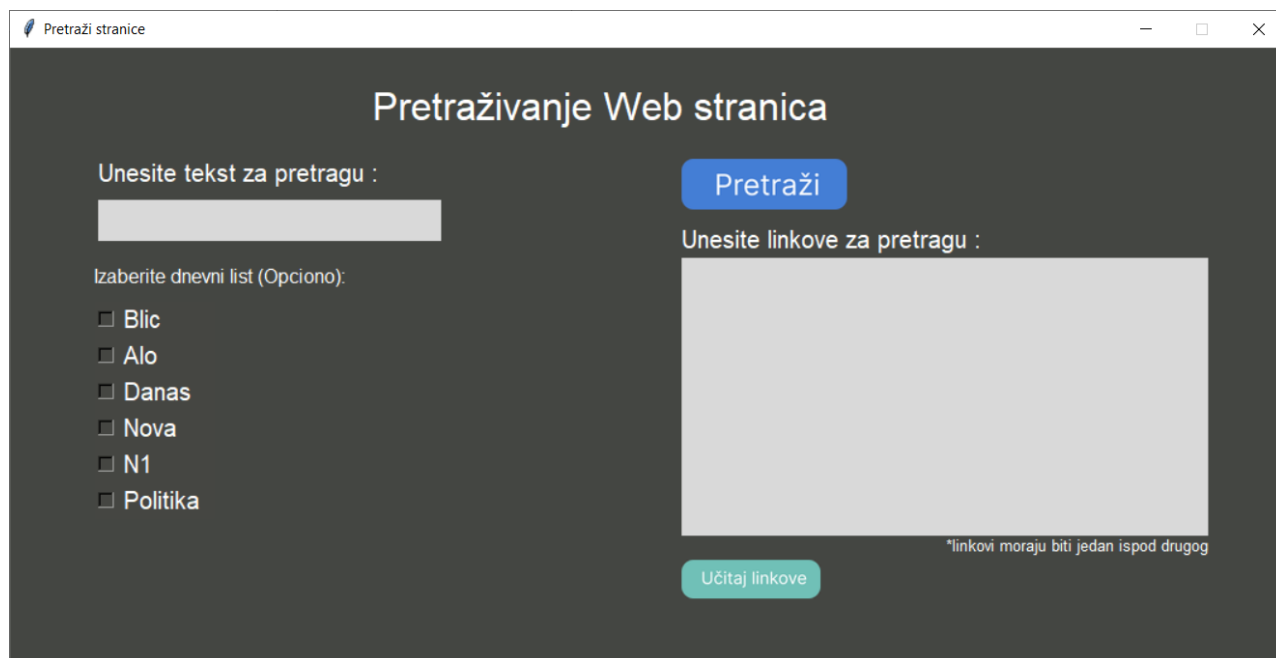 Pretraži stranice
Pretraživanje Web stranica
Unesite tekst za pretragu :
Izaberite dnevni list (Opciono):
Blic
Alo
Danas
Nova
N1
Politika
Pretraži
Unesite linkove za pretragu :
*linkovi moraju biti jedan ispod drugog
Učitaj linkove